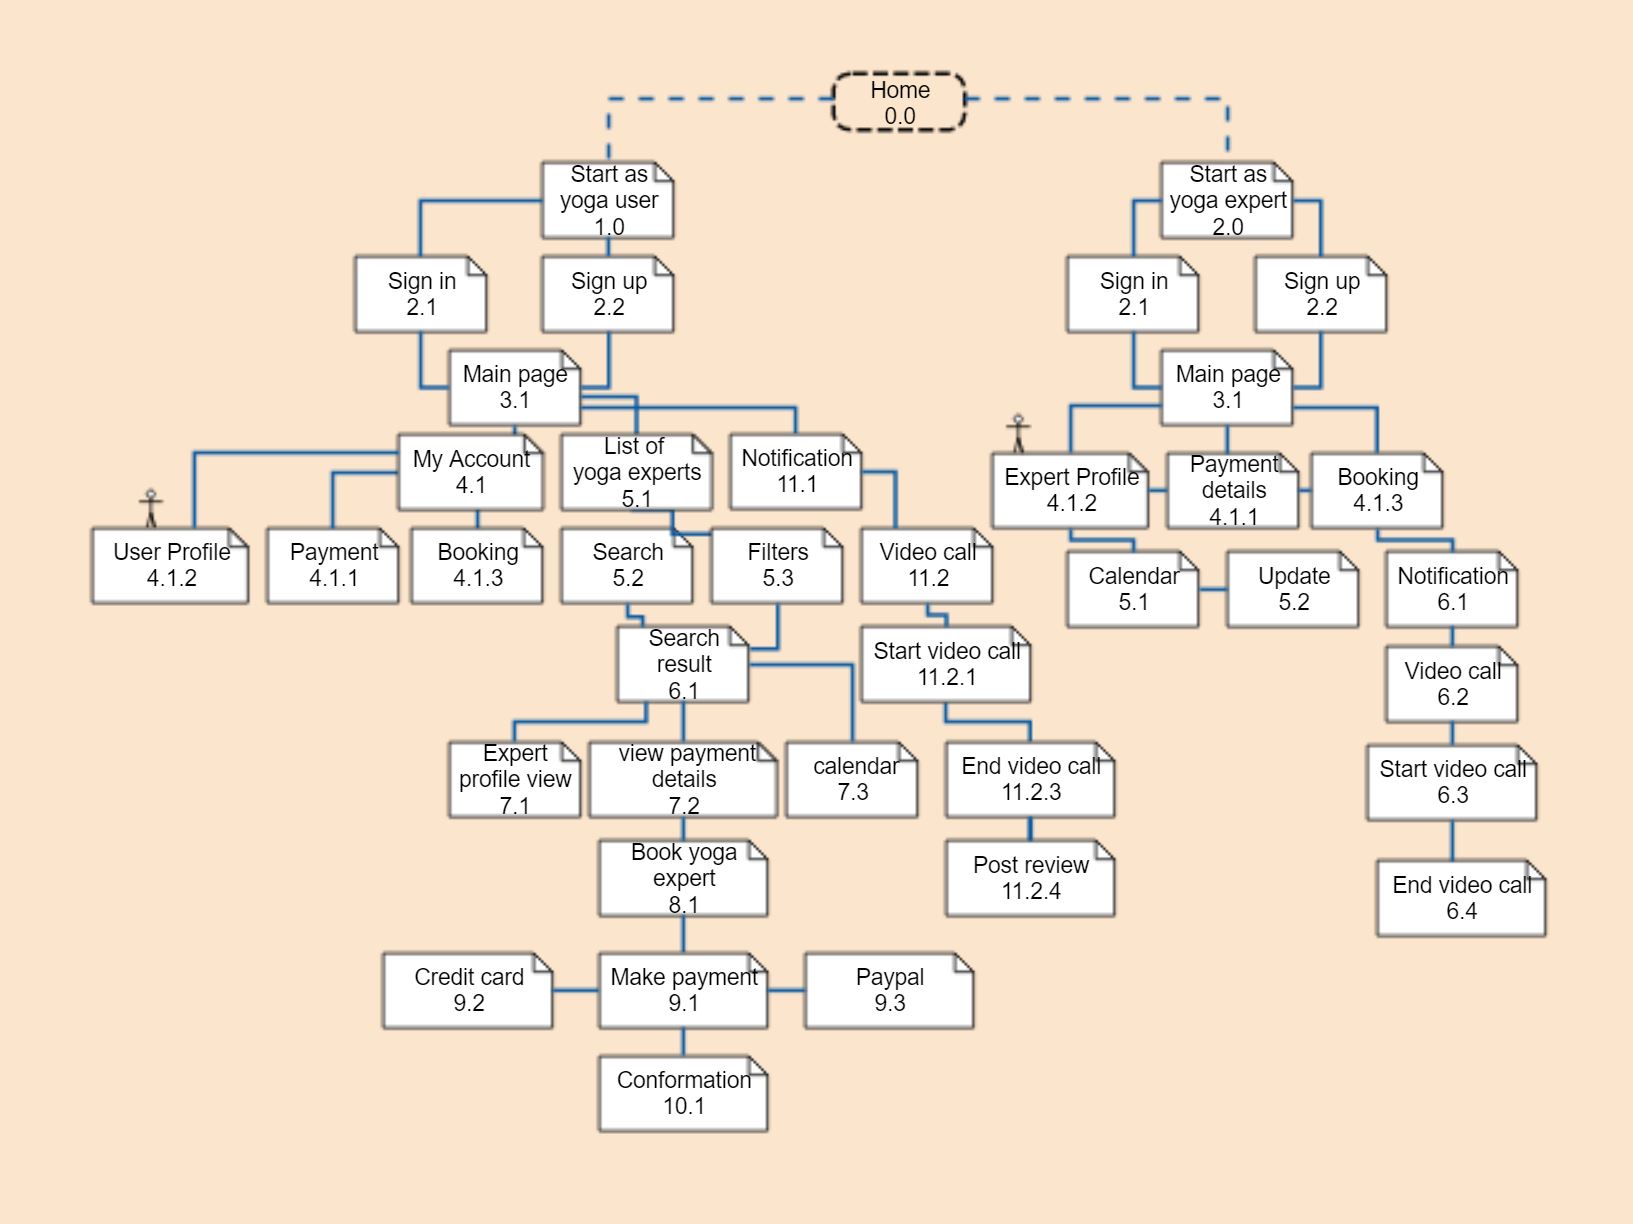 Home
0.0
Start as
yoga user
1.0
Start as
yoga expert
2.0
Sign in
2.1
Sign up
2.2
Sign in
2.1
Sign up
2.2
Main page
3.1
Main page
3.1
My Account
4.1
List of
yoga experts
5.1
Notification
11.1
Expert Profile
4.1.2
Payment
details
4.1.1
Booking
4.1.3
User Profile
4.1.2
Payment
4.1.1
Booking
4.1.3
Search
5.2
Filters
5.3
Video call
11.2
Calendar
5.1
Update
5.2
Notification
6.1
Search
result
6.1
Start video call
11.2.1
Video call
6.2
Expert
profile view
7.1
view payment
details
7.2
calendar
7.3
End video call
11.2.3
Start video call
6.3
Book yoga
expert
8.1
Post review
11.2.4
End video call
6.4
Credit card
9.2
Make payment
9.1
Paypal
9.3
Conformation
10.1